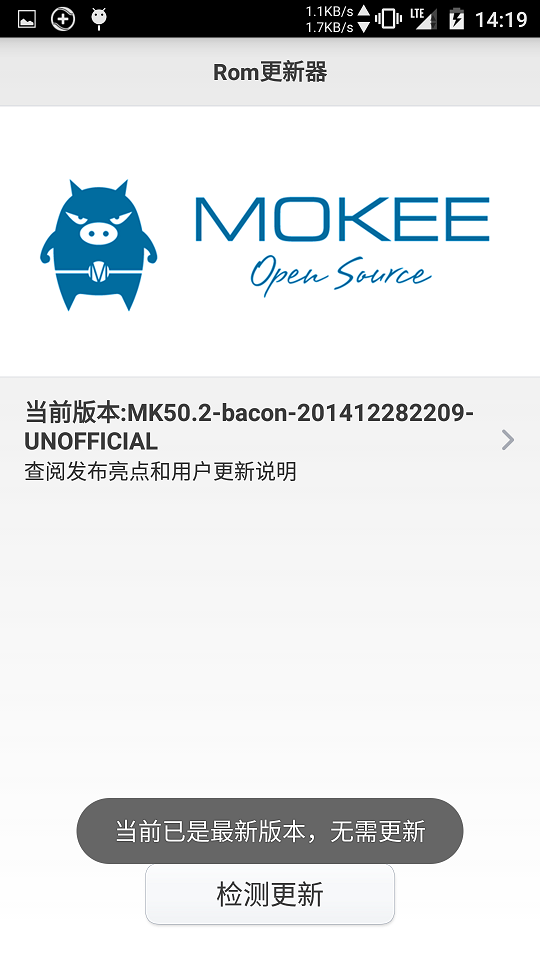 1.1KB/s
1.7KB/s
LTE
14:19
Rom更新器
M
MOKEE
Open Source
当前版本:MK50.2-bacon-201412282209-
UNOFFICIAL
查阅发布亮点和用户更新说明
当前已是最新版本，无需更新
检测更新